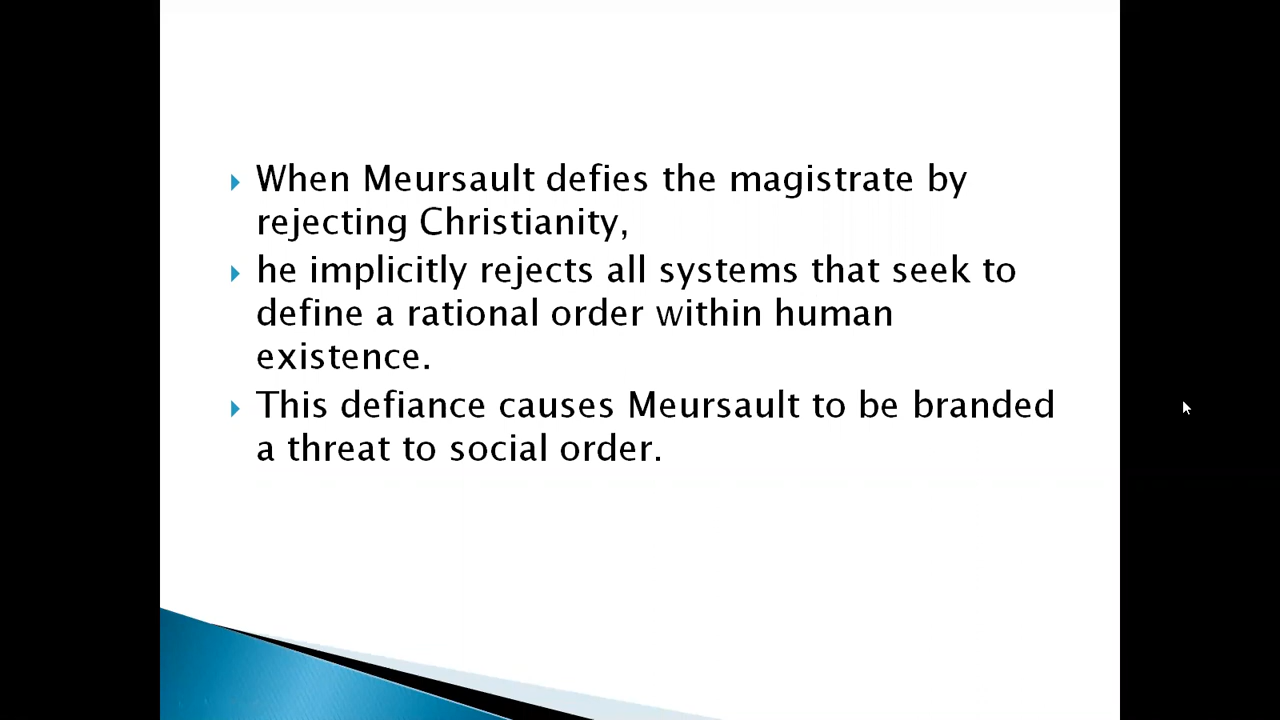 When Meursault defies the magistrate by
rejecting Christianity,
he implicitly rejects all systems that seek to
define a rational order within human
existence.
This defiance causes Meursault to be branded
a threat to social order.